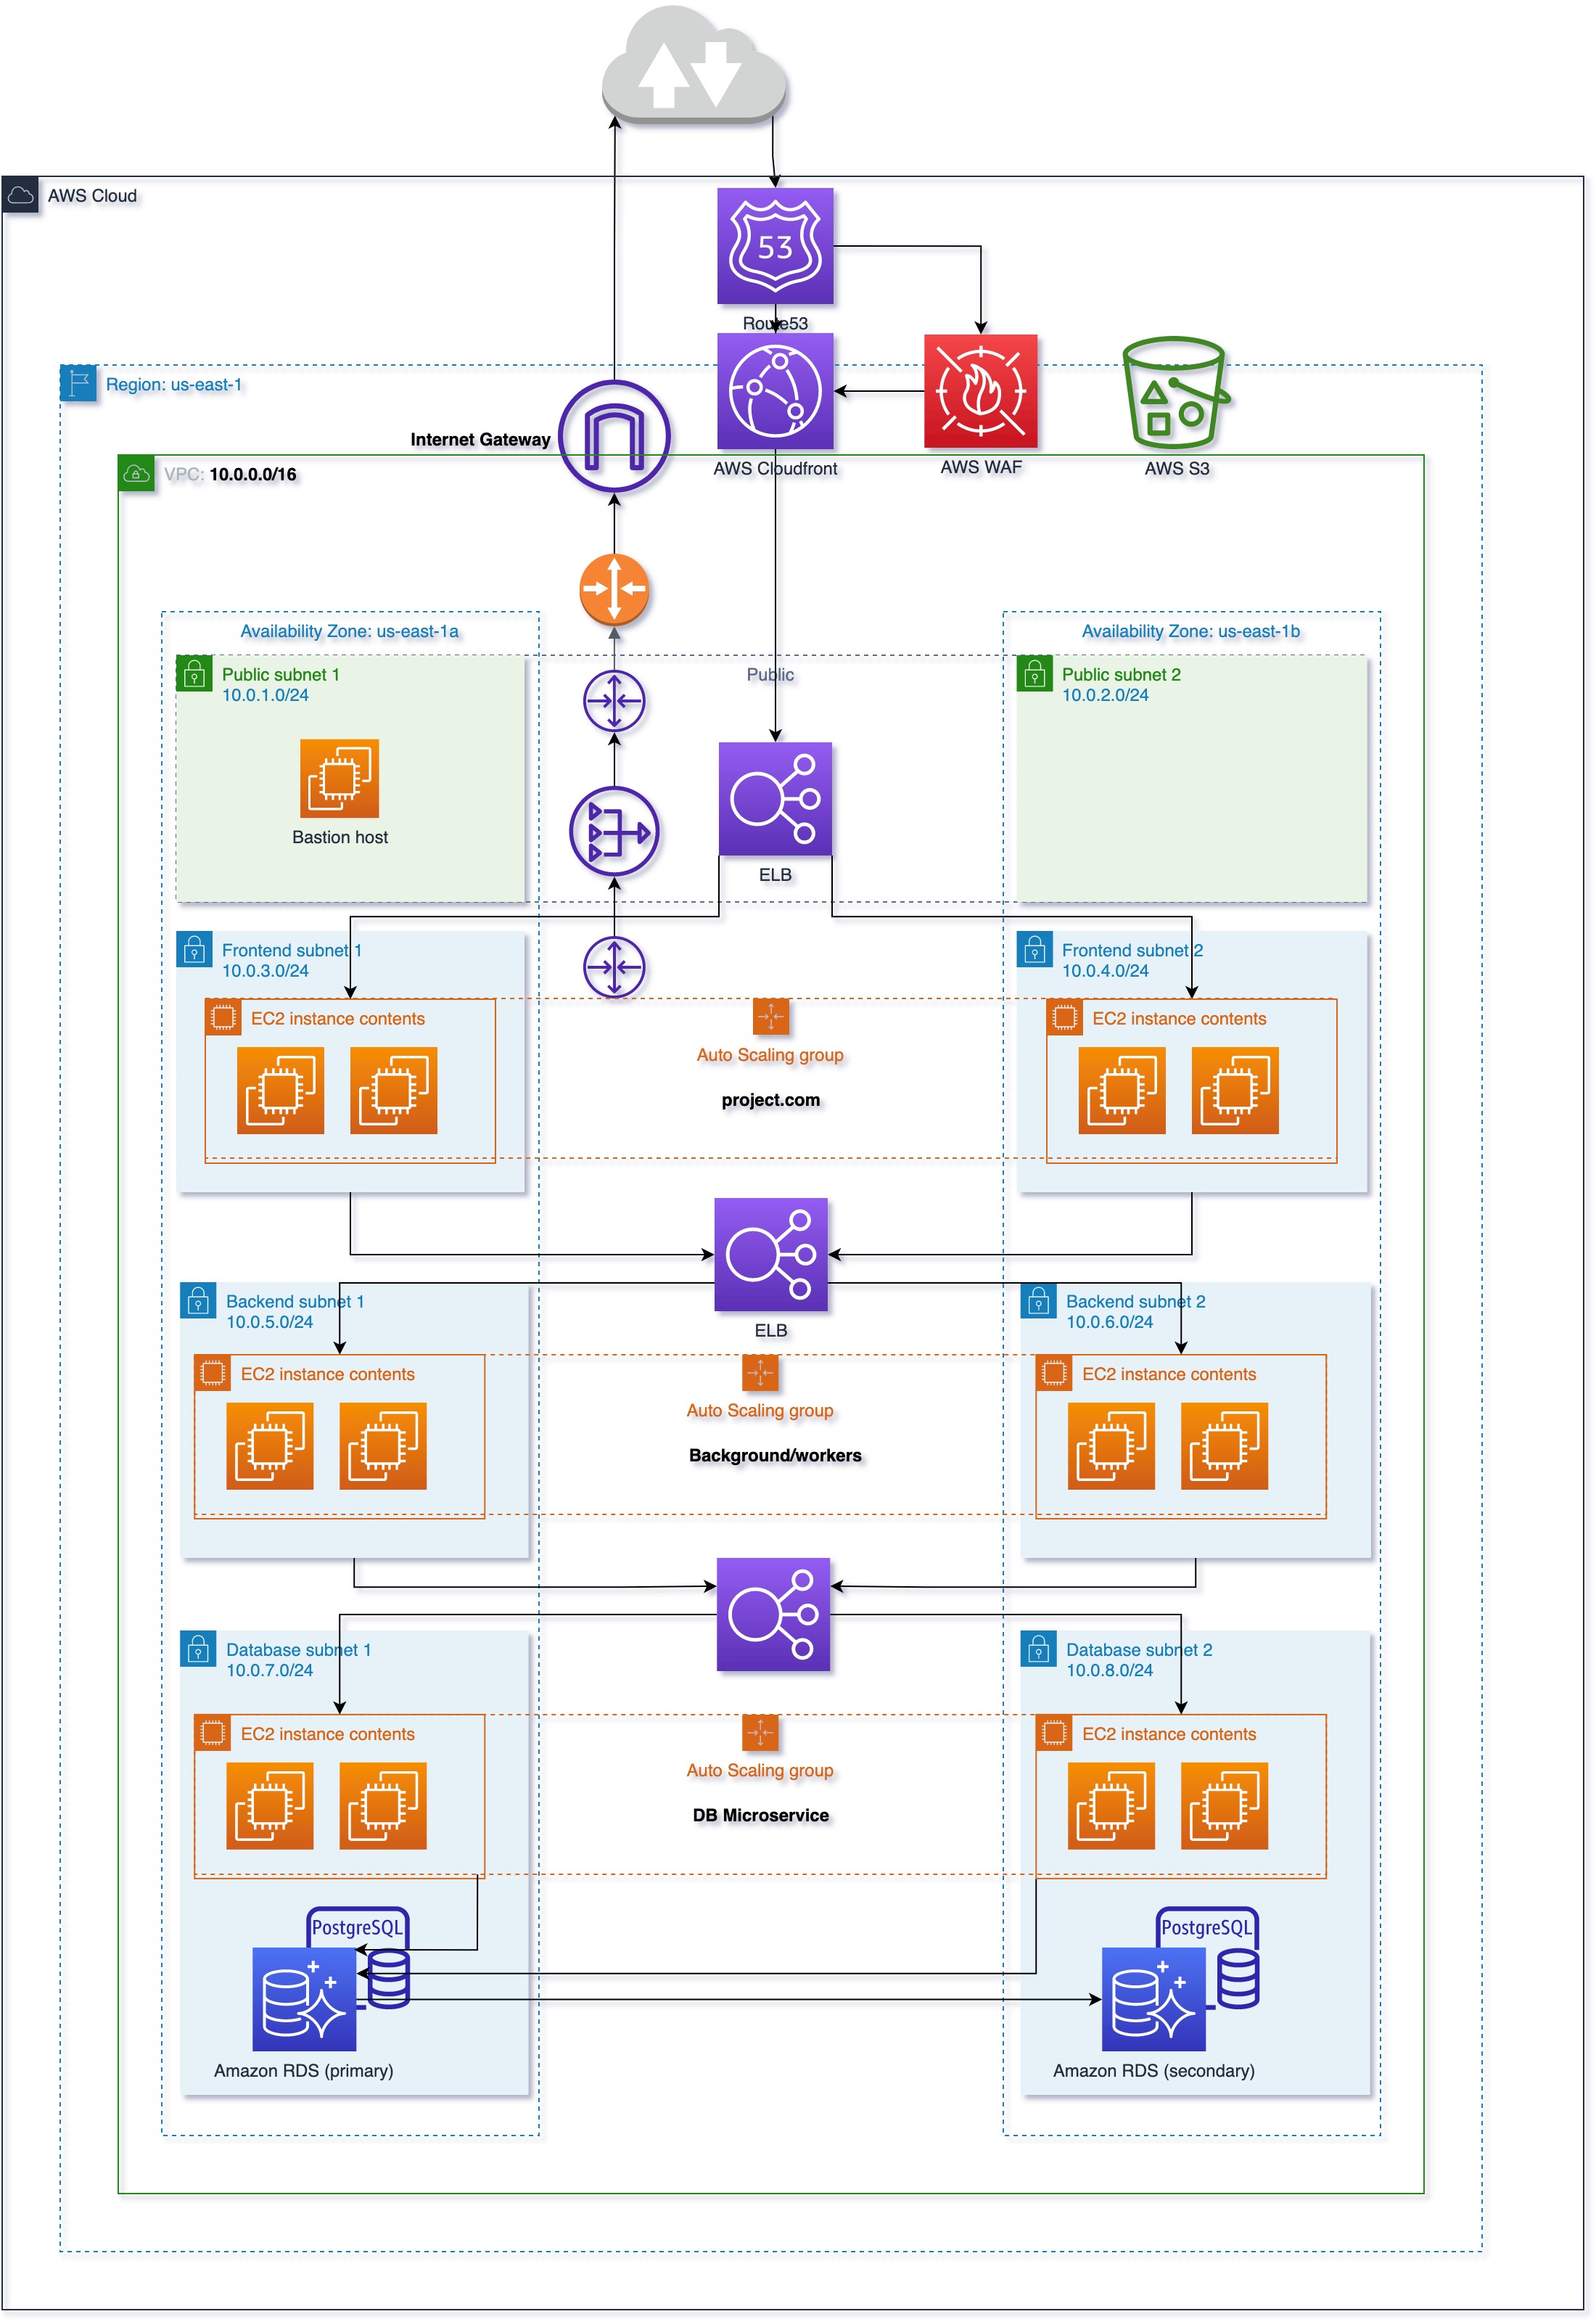 AWS Cloud
53
Route53
Region: us-east-1
Internet Gateway
AWS Cloudfront
AWS WAF
AWS S3
VPC: 10.0.0.0/16
Availability Zone: us-east-1a
Availability Zone: us-east-1b
Public subnet 1
10.0.1.0/24
Public
Public subnet 2
10.0.2.0/24
Bastion host
ELB
Frontend subnet 1
10.0.3.0/24
Frontend subnet 2
10.0.4.0/24
EC2 instance contents
EC2 instance contents
Auto Scaling group
project.com
ELB
Backend subnet 1
10.0.5.0/24
Backend subnet 2
10.0.6.0/24
EC2 instance contents
EC2 instance contents
Auto Scaling group
Background/workers
Database subnet 1
10.0.7.0/24
Database subnet 2
10.0.8.0/24
EC2 instance contents
EC2 instance contents
Auto Scaling group
DB Microservice
PostgreSQL
PostgreSQL
Amazon RDS (primary)
Amazon RDS (secondary)